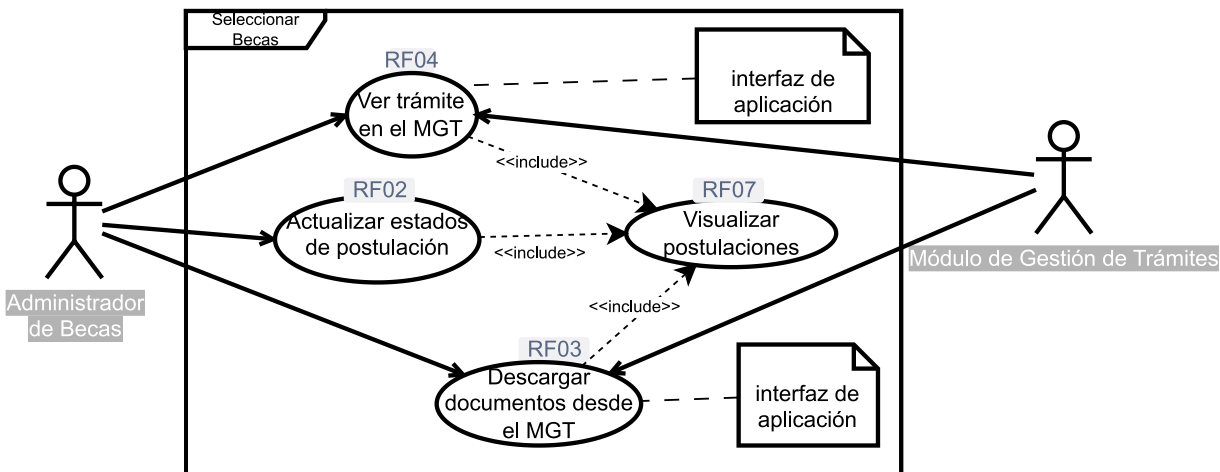 Seleccionar
Becas
RF04
Ver trámite
en el MGT
interfaz de
aplicación
<<include>>
RF02
Actualizar estados
de postulación
<<include>>
RF07
Visualizar
postulaciones
Módulo de Gestión de Trámites
Administrador
de Becas
<<include>>
RF03
Descargar
documentos desde
el MGT
interfaz de
aplicación